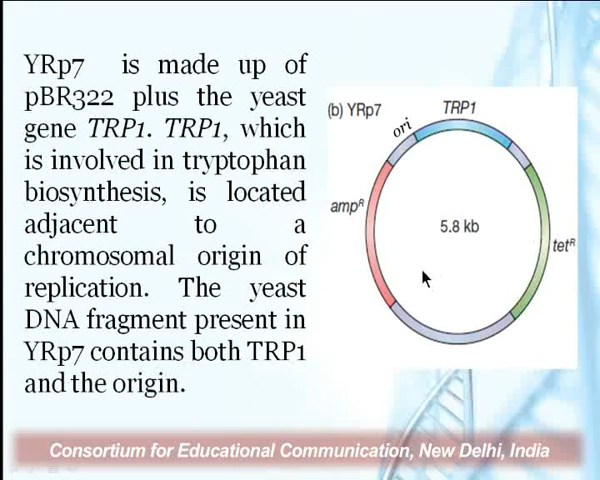 YRp7 is made up of
pBR322 plus the yeast
gene TRP1. TRP1, which
is involved in tryptophan
biosynthesis, is located
adjacent to a
chromosomal origin of
replication. The yeast
DNA fragment present in
YRp7 contains both TRP1
and the origin.
(b) YRp7
TRP1
ori
ampR
5.8 kb
tetR
Consortium for Educational Communication, New Delhi, India